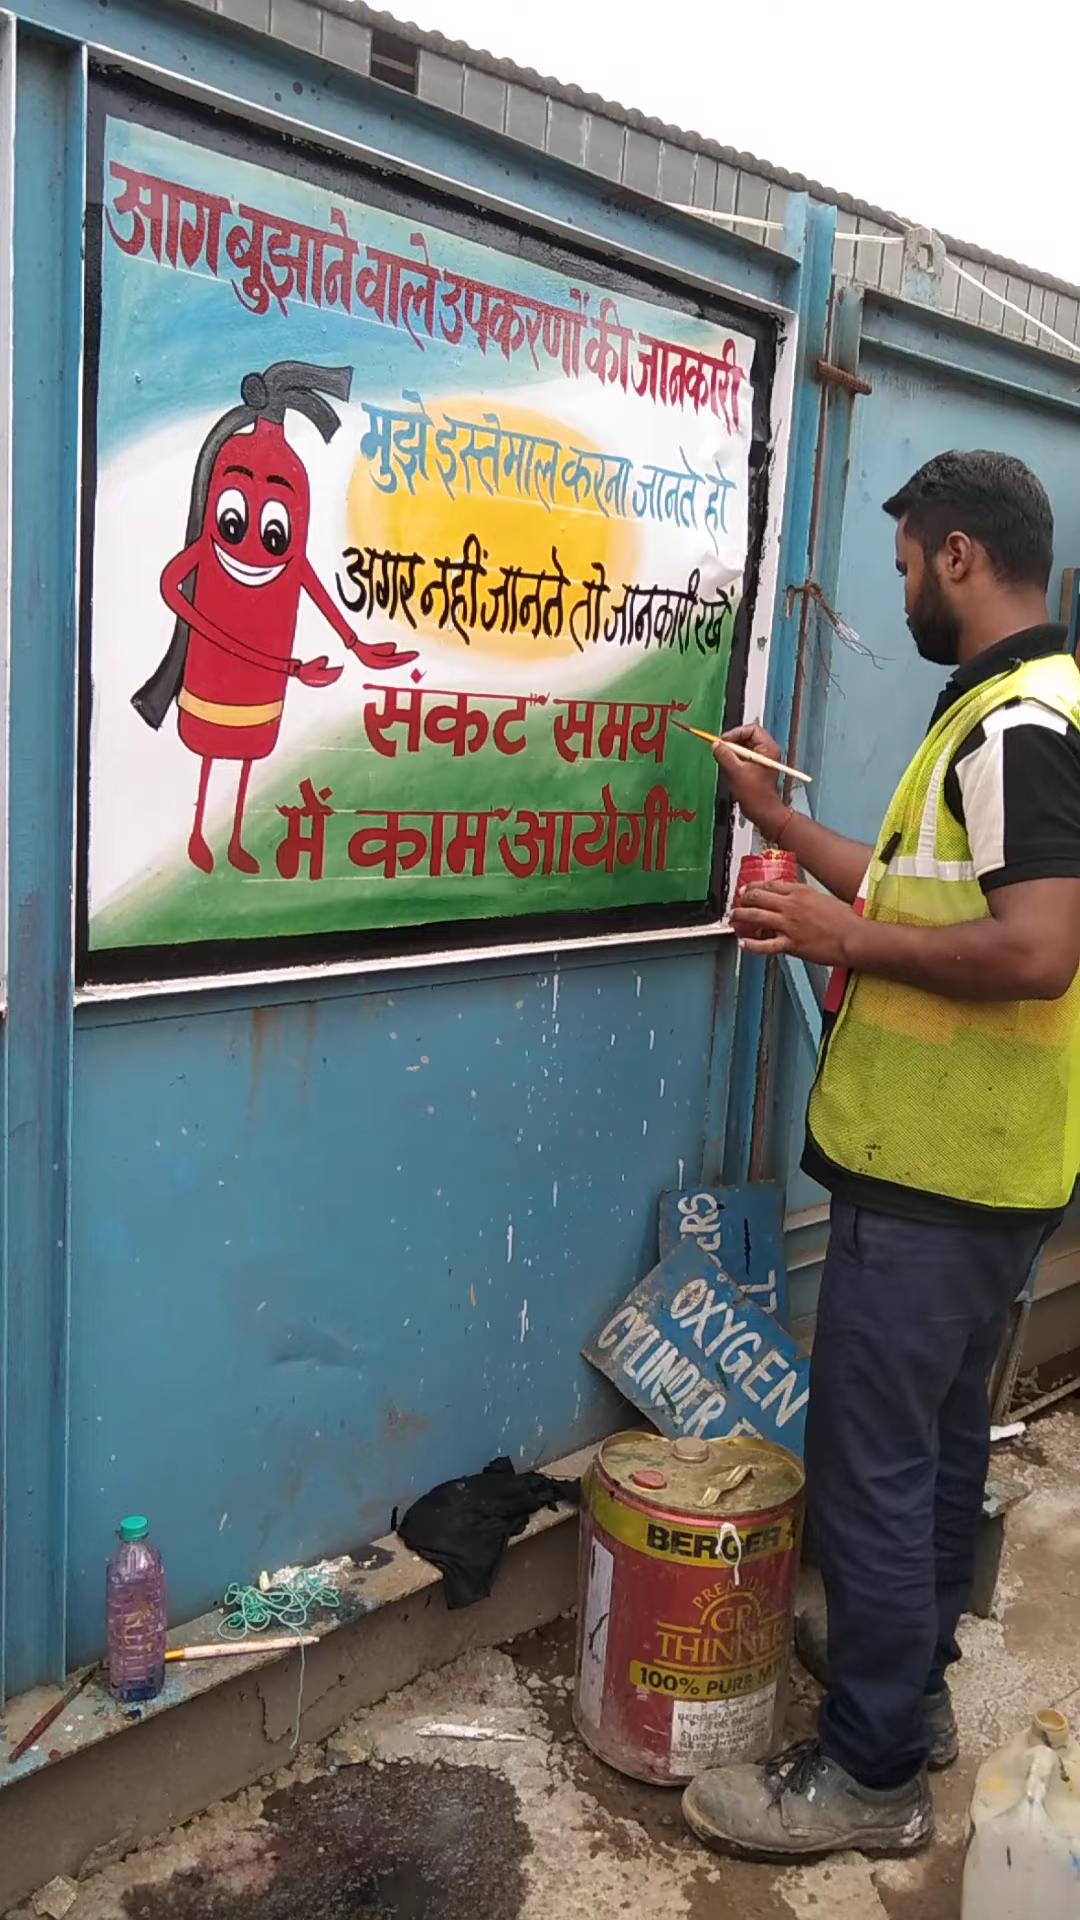 आग बुझाने वाले उपकरणों की जानकारी
मुझे इस्तेमाल करना जानते हो
अगर नहीं जानते तो जानकारी रखें
संकट समय
में काम आयेगी
OXYGEN
CYLINDER
BERGER
PREMIUM
GP
THINNER
100% PURE